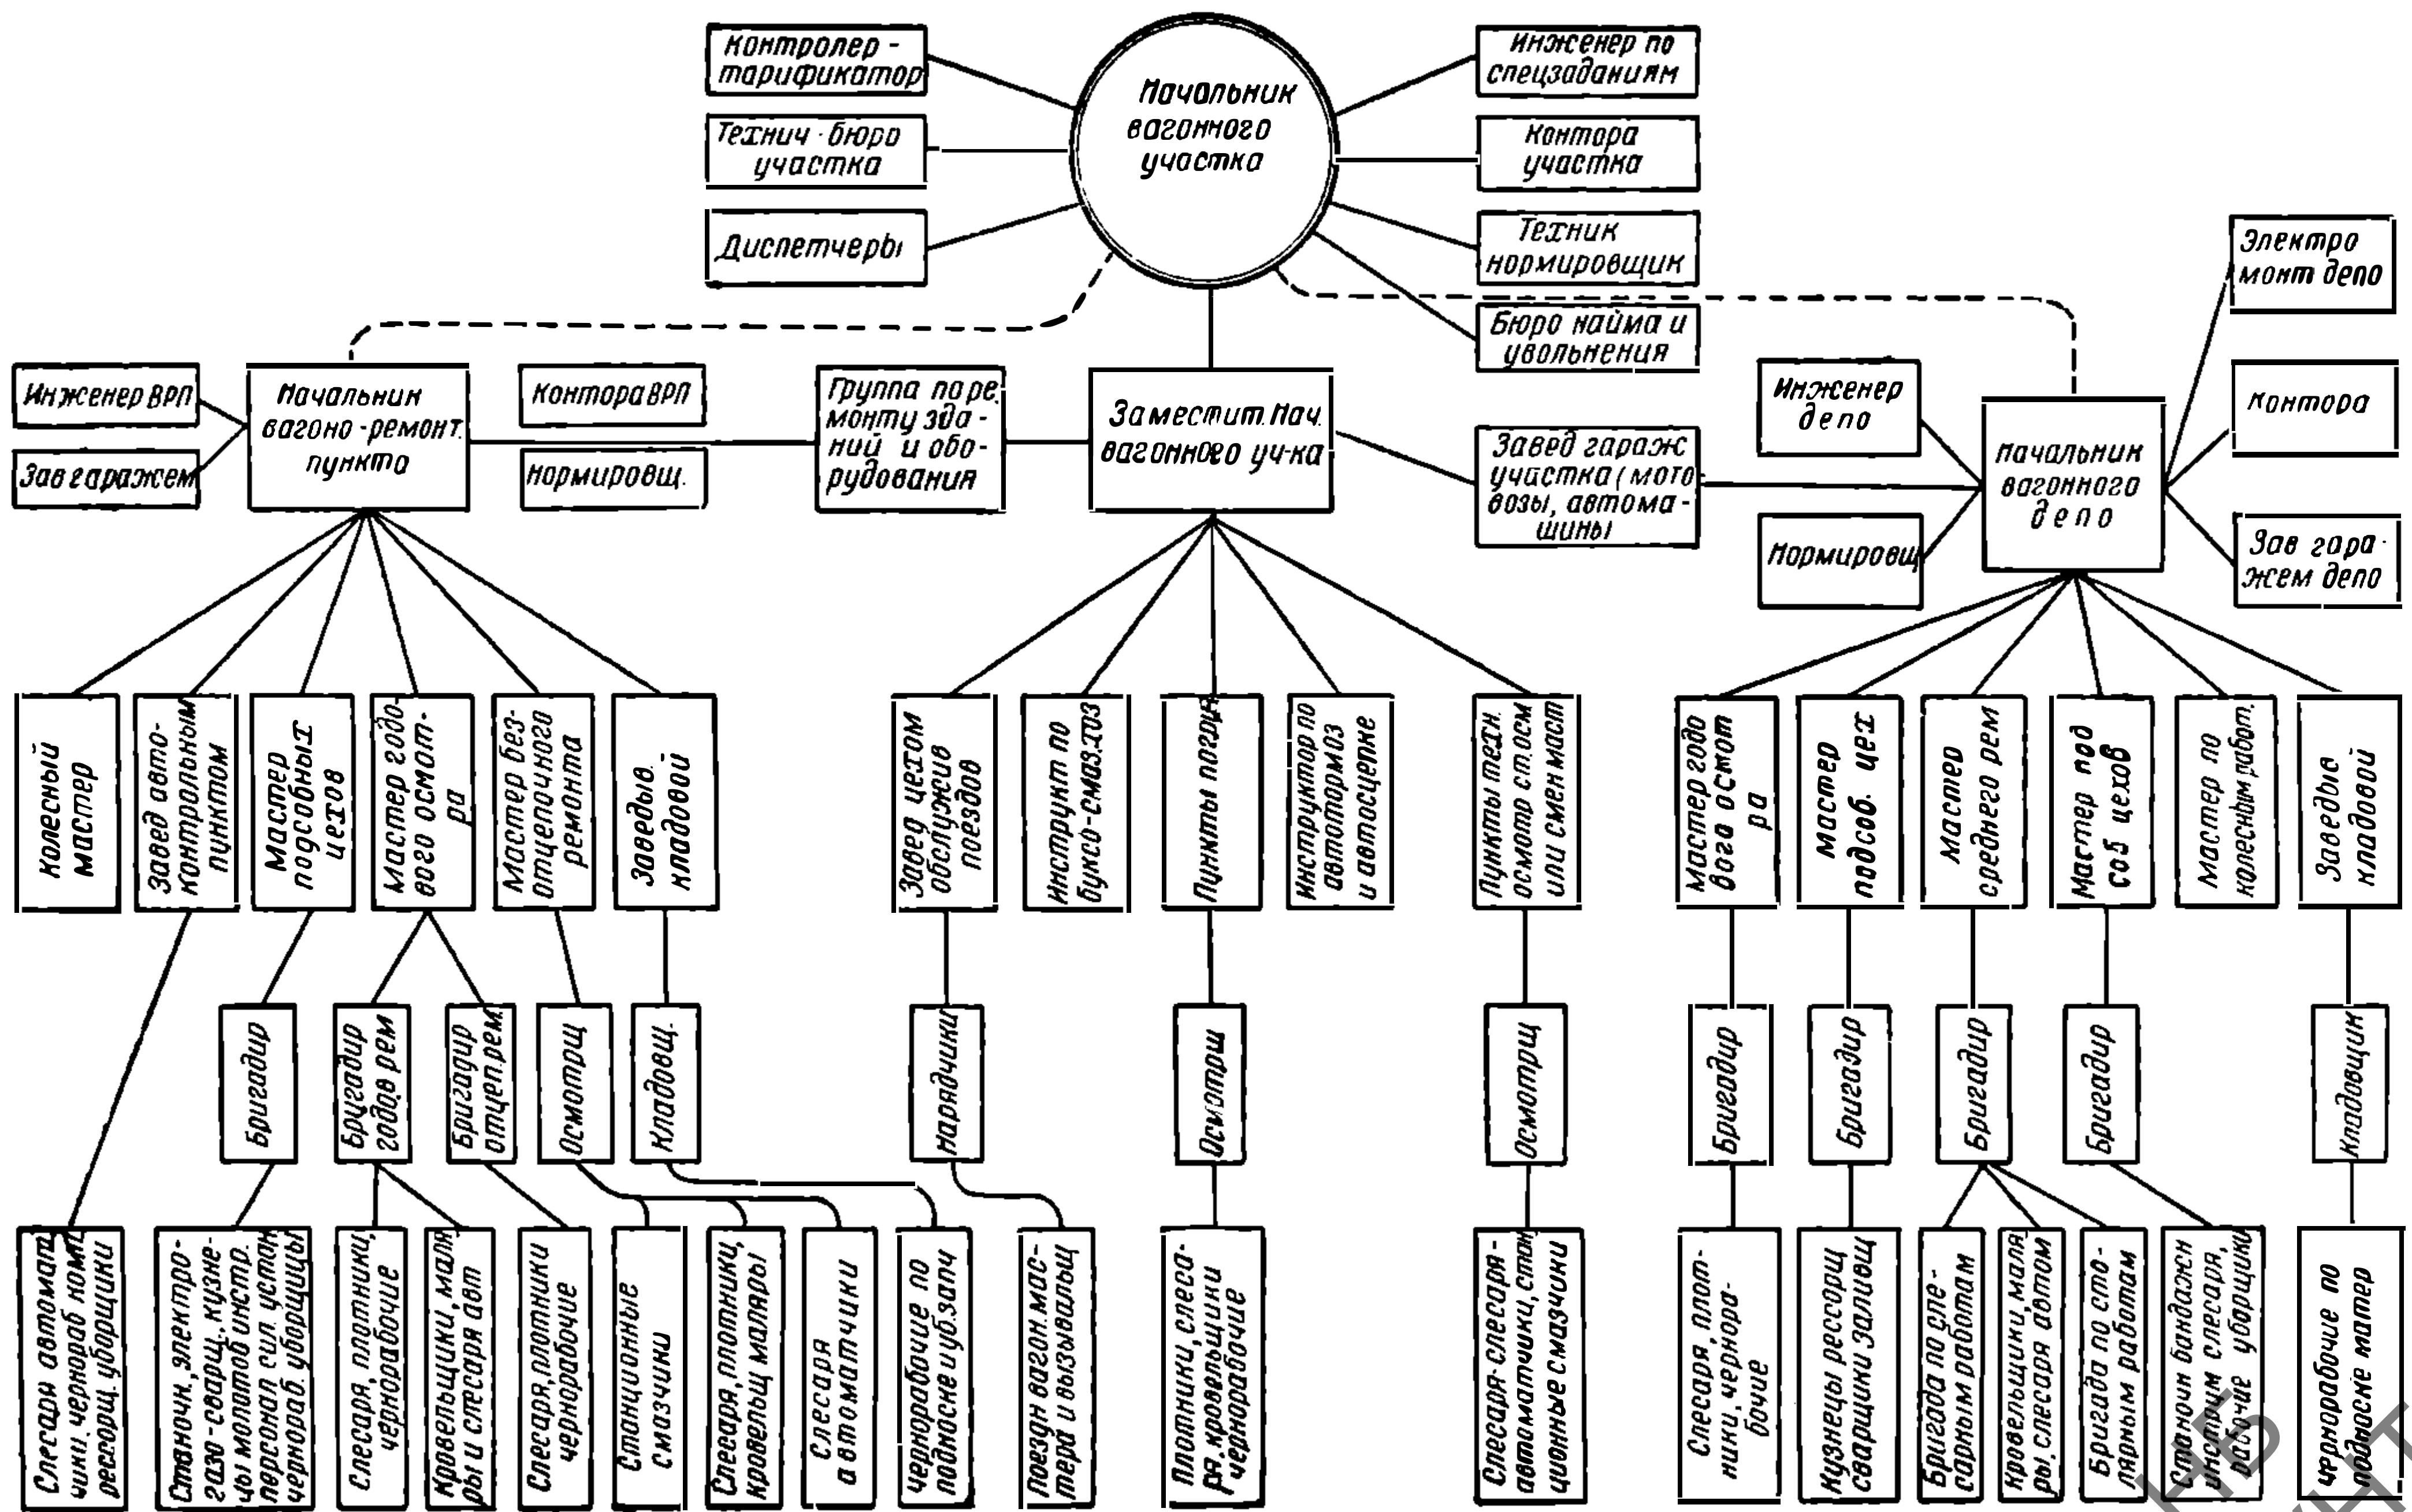 Контролер-
тарификатор
Технич. бюро
участка
Диспетчеры
Начальник
вагонного
участка
Инженер по
спецзаданиям
Контора
участка
Техник
нормировщик
Бюро найма и
увольнения
Электро
монт депо
Контора
Зав гара-
жем депо
Инженер ВРП
Зав гаражем
Начальник
вагоно-ремонт.
пункта
Контора ВРП
Нормировщ.
Группа по ре
монту зда-
ний и обо-
рудования
Заместит. Нач.
вагонного уч-ка
Завед гараж
участка (мото
возы, автома-
шины
Инженер
депо
Нормировщ
Начальник
вагонного
депо
Колесный
мастер
Завед авто-
контрольным
пунктом
Мастер
подсобных
цехов
Мастер годо-
вого осмот-
ра
Мастер без-
отцепочного
ремонта
Заведыв.
кладовой
Завед цехом
обслужив
поездов
Инструкт по
букс-смаз.хоз
Пункты погруз
Инструктор по
автотормоз
и автосцепке
Пункты техн.
осмотр ст. осм
или смен маст
Мастер годо
вого осмот
ра
Мастер
подсоб. цех
Мастер
среднего рем
Мастер под
соб цехов
Мастер по
колесным работ.
Заведыв
кладовой
Бригадир
Бригадир
годов рем
Бригадир
отцеп.рем.
Осмотрщ
Кладовщ.
Нарядчики
Осмотрщ
Осмотрщ
Бригадир
Бригадир
Бригадир
Бригадир
Кладовщик
Слесаря автомат
чики, чернораб комп
рессорщ. уборщики
Станочн., электро-
газо-сварщ., кузне-
цы молотоб инстр.
персонал сил. устан
чернораб. уборщицы
Слесаря, плотники,
чернорабочие
Кровельщики, маля
ры и слесаря авт
Слесаря, плотники
чернорабочие
Станционные
смазчики
Слесаря, плотники,
кровельщ маляры
Слесаря
автоматчики
Чернорабочие по
подноске и уб.запч
Поездн вагон. мас-
тера и вызывальщ
Плотники, слеса-
ря, кровельщики
чернорабочие
Слесаря-слесаря-
автоматчики, стан
ционные смазчики
Слесаря, плот-
ники, чернора-
бочие
Кузнецы рессорщ
сварщики заливщ
Бригада по сле-
сарным работам
Кровельщики, маля
ры, слесаря автом
Бригада по сто-
лярным работам
Станочн бандажн
инстрим слесаря,
рабочие уборщики
Чернорабочие по
подноске матер
НБ